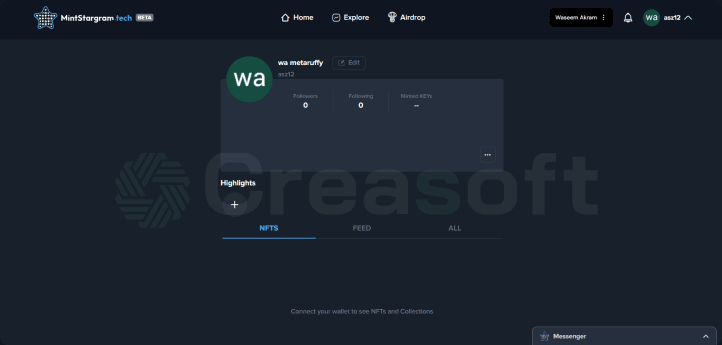 MintStargram.tech BETA
Home
Explore
Airdrop
Waseem Akram
wa
asz12
wa
wa metaruffy
Edit
asz12
Followers
Following
Minted KEYs
0
0
--
Creasoft
Highlights
NFTS
FEED
ALL
Connect your wallet to see NFTs and Collections
Messenger